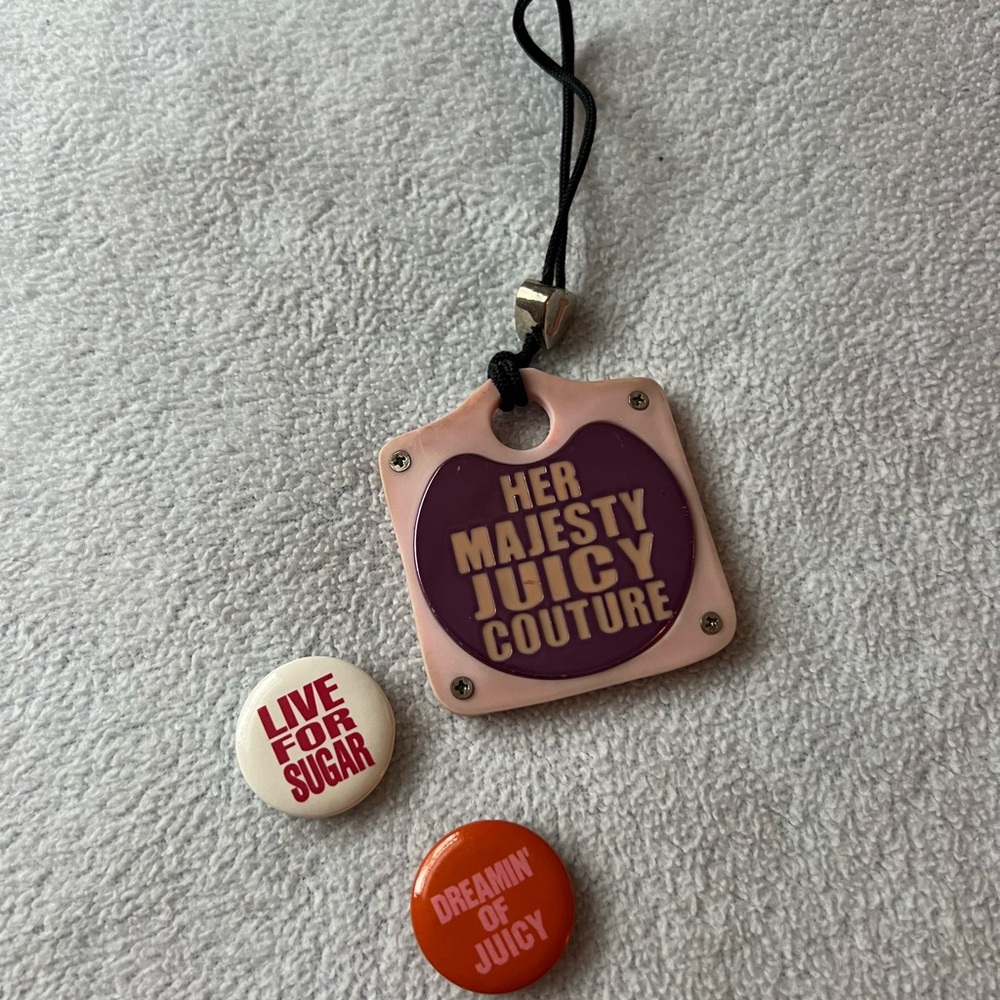 HER
MAJESTY
JUICY
COUTURE
LIVE
FOR
SUGAR
DREAMIN'
OF
JUICY